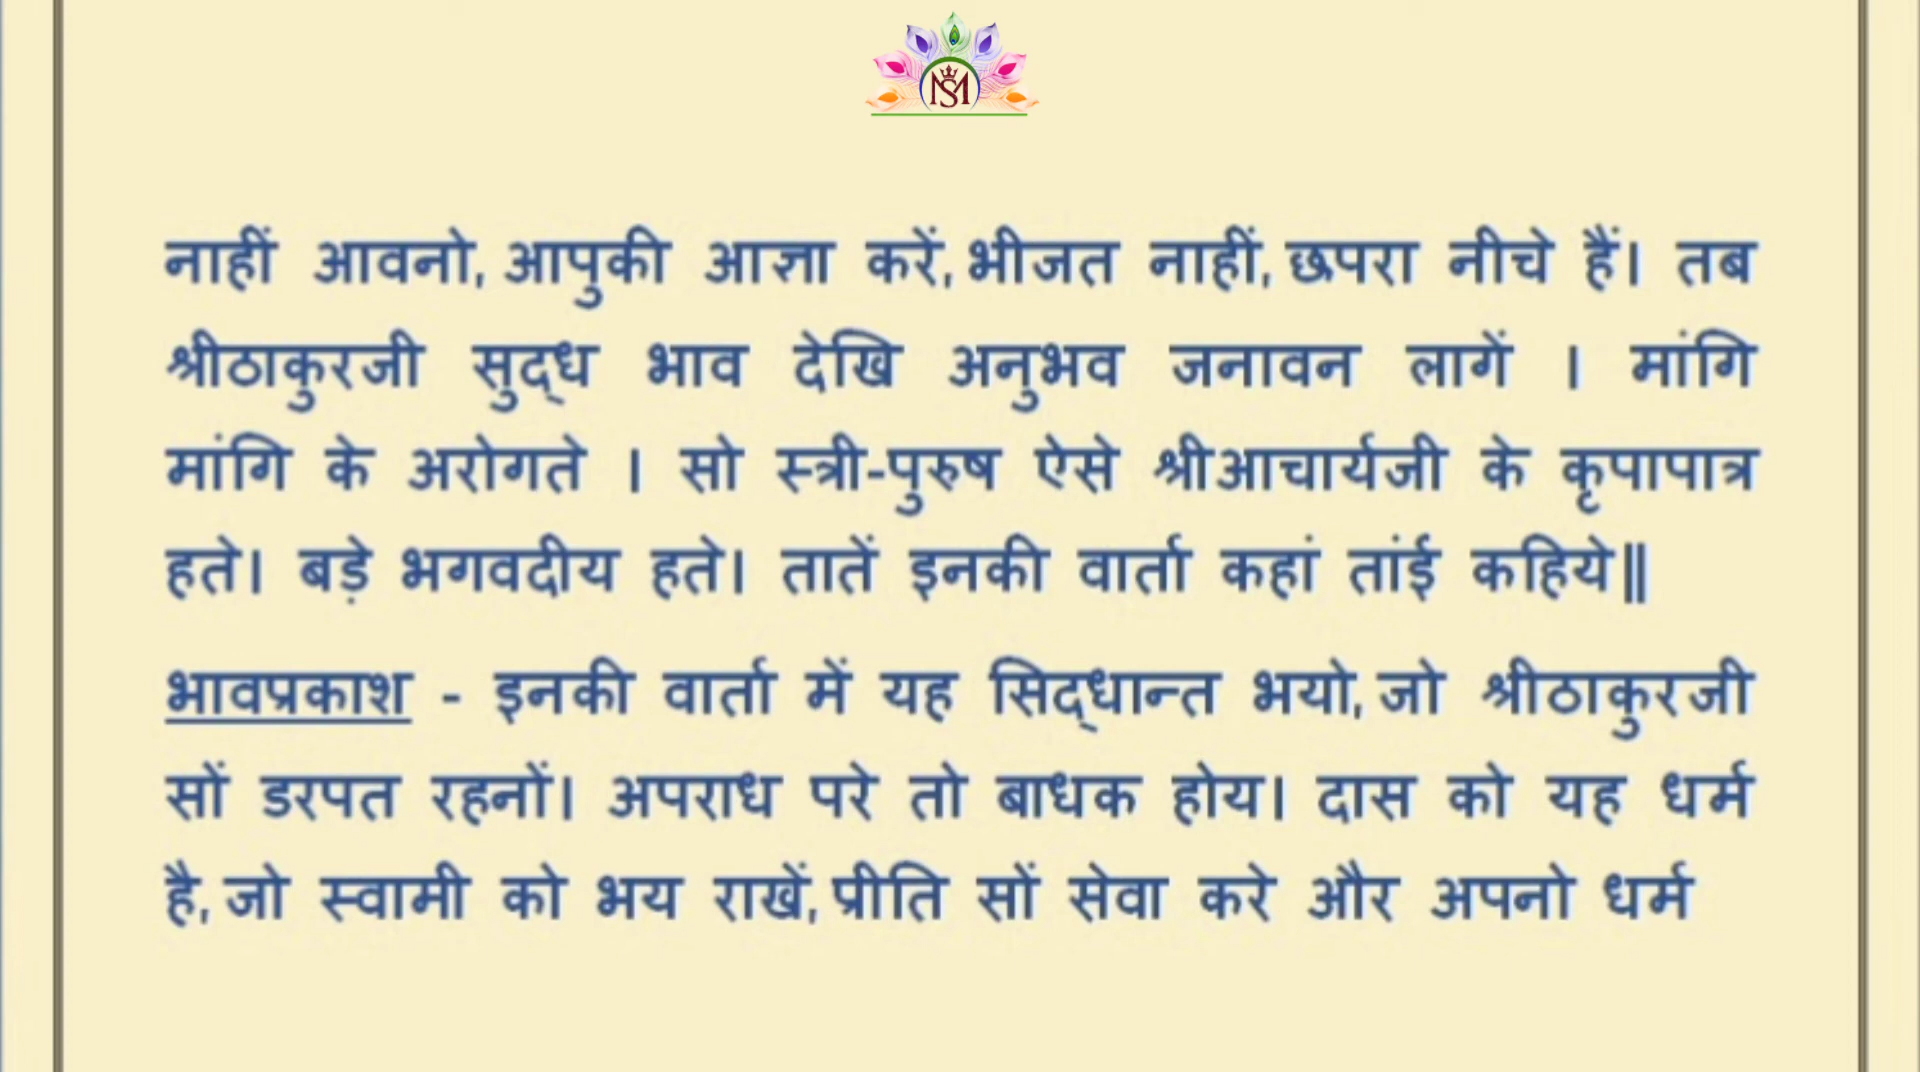 NSM
नाहीं आवनो, आपुकी आज्ञा करें, भीजत नाहीं, छपरा नीचे हैं। तब
श्रीठाकुरजी सुद्ध भाव देखि अनुभव जनावन लागें । मांगि
मांगि के अरोगते । सो स्त्री-पुरुष ऐसे श्रीआचार्यजी के कृपापात्र
हते। बड़े भगवदीय हते। तातें इनकी वार्ता कहां तांई कहिये॥
भावप्रकाश - इनकी वार्ता में यह सिद्धान्त भयो, जो श्रीठाकुरजी
सों डरपत रहनों। अपराध परे तो बाधक होय। दास को यह धर्म
है, जो स्वामी को भय राखें, प्रीति सों सेवा करे और अपनो धर्म